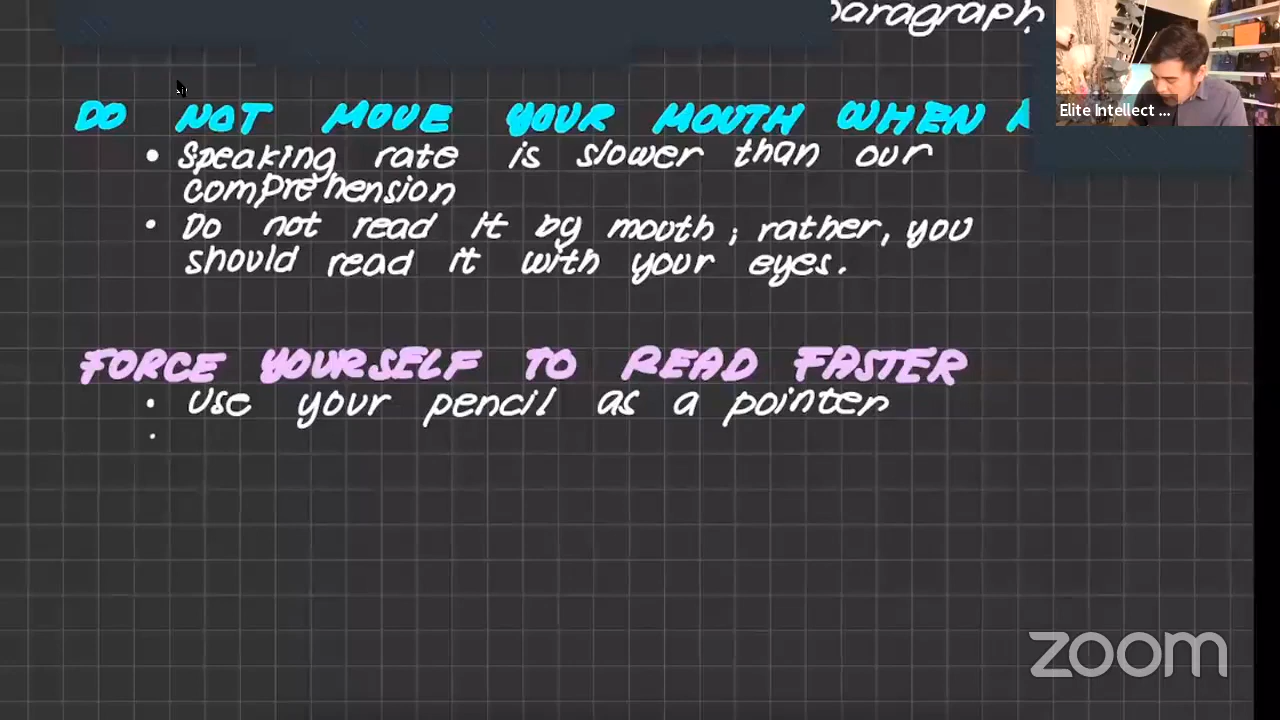 paragraph.
Elite Intellect ...
DO NOT MOVE YOUR MOUTH WHEN
• Speaking rate is slower than our
comprehension
• Do not read it by mouth; rather, you
should read it with your eyes.
FORCE YOURSELF TO READ FASTER
• Use your pencil as a pointer
•
zoom